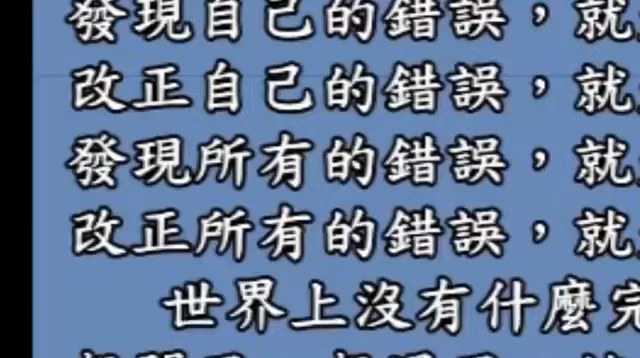 發現自己的錯誤，就
改正自己的錯誤，就
發現所有的錯誤，就
改正所有的錯誤，就
世界上沒有什麼完